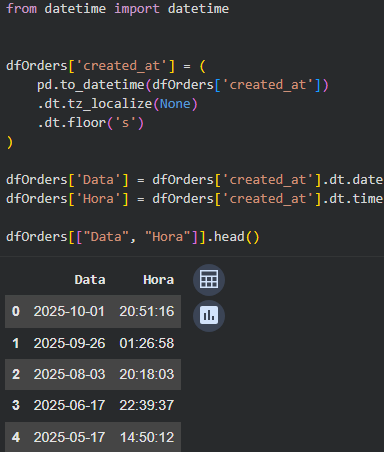 from datetime import datetime
dfOrders['created_at'] = (
    pd.to_datetime(dfOrders['created_at'])
    .dt.tz_localize(None)
    .dt.floor('s')
)
dfOrders['Data'] = dfOrders['created_at'].dt.date
dfOrders['Hora'] = dfOrders['created_at'].dt.time
dfOrders[["Data", "Hora"]].head()
Data Hora
0 2025-10-01 20:51:16
1 2025-09-26 01:26:58
2 2025-08-03 20:18:03
3 2025-06-17 22:39:37
4 2025-05-17 14:50:12